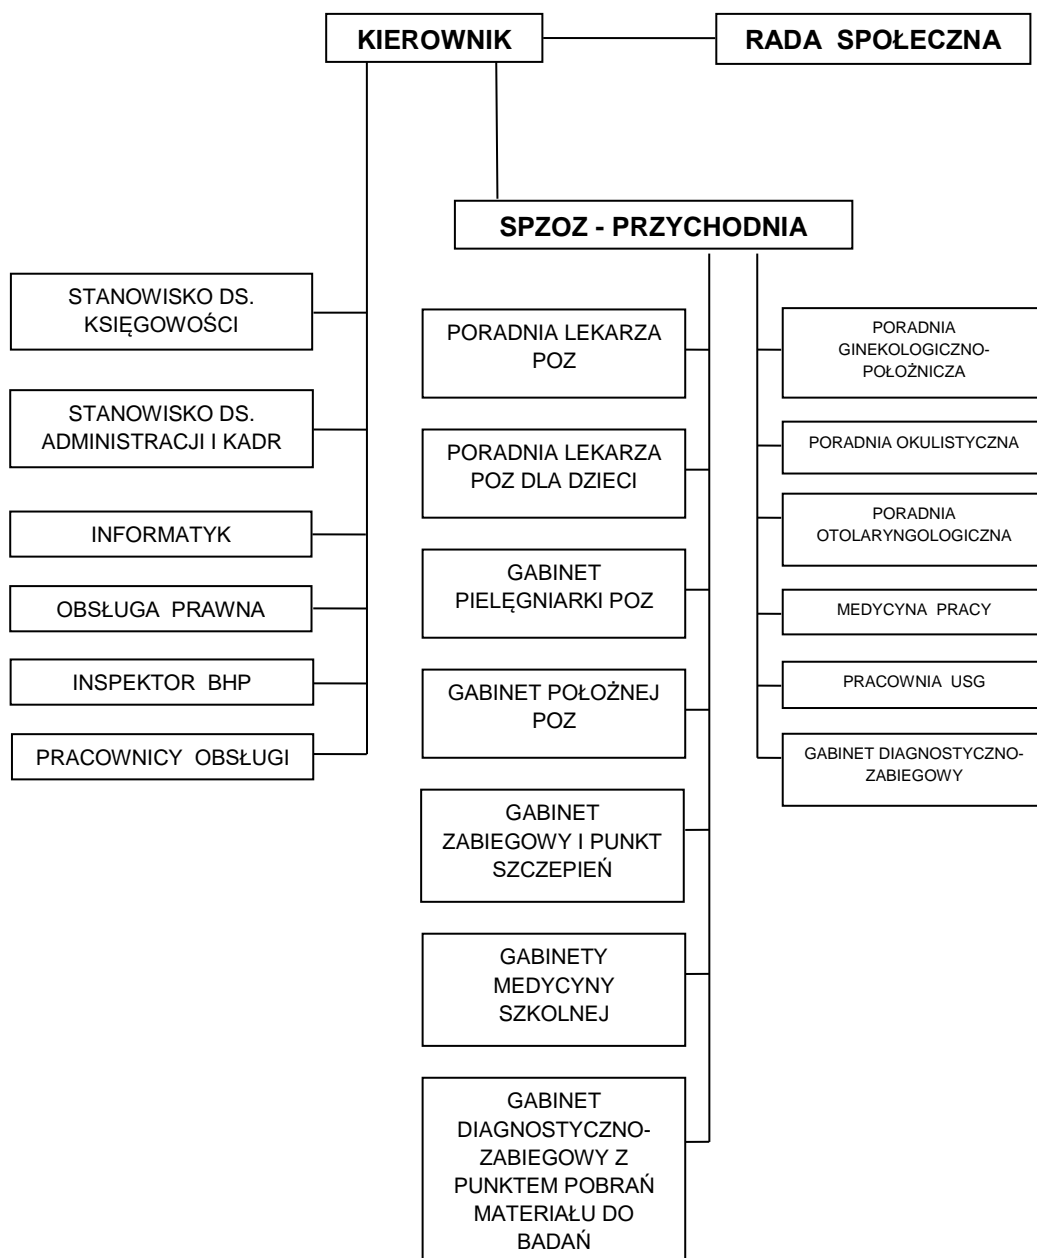 KIEROWNIK
RADA SPOŁECZNA
SPZOZ - PRZYCHODNIA
STANOWISKO DS.
KSIĘGOWOŚCI
STANOWISKO DS.
ADMINISTRACJI I KADR
INFORMATYK
OBSŁUGA PRAWNA
INSPEKTOR BHP
PRACOWNICY OBSŁUGI
PORADNIA LEKARZA
POZ
PORADNIA LEKARZA
POZ DLA DZIECI
GABINET
PIELĘGNIARKI POZ
GABINET POŁOŻNEJ
POZ
GABINET
ZABIEGOWY I PUNKT
SZCZEPIEŃ
GABINETY
MEDYCYNY
SZKOLNEJ
GABINET
DIAGNOSTYCZNO-
ZABIEGOWY Z
PUNKTEM POBRAŃ
MATERIAŁU DO
BADAŃ
PORADNIA
GINEKOLOGICZNO-
POŁOŻNICZA
PORADNIA OKULISTYCZNA
PORADNIA
OTOLARYNGOLOGICZNA
MEDYCYNA PRACY
PRACOWNIA USG
GABINET DIAGNOSTYCZNO-
ZABIEGOWY